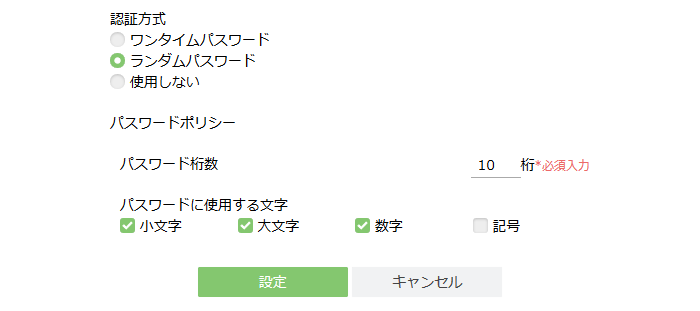 認証方式
ワンタイムパスワード
ランダムパスワード
使用しない
パスワードポリシー
パスワード桁数 10 桁*必須入力
パスワードに使用する文字
小文字 大文字 数字 記号
設定 キャンセル